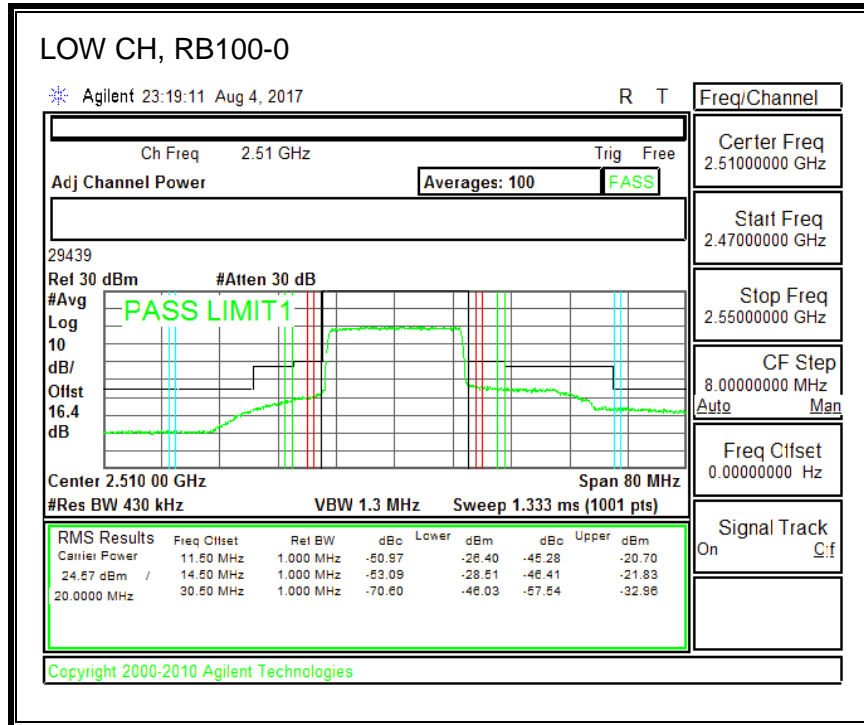 LOW CH, RB100-0
Agilent 23:19:11 Aug 4, 2017 R T
Freq/Channel
Ch Freq 2.51 GHz Trig Free
Adj Channel Power Averages: 100 PASS
Center Freq
2.51000000 GHz
Start Freq
2.47000000 GHz
Stop Freq
2.55000000 GHz
CF Step
8.00000000 MHz
Auto Man
Freq Offset
0.00000000 Hz
Signal Track
On Off
29439
Ref 30 dBm #Atten 30 dB
#Avg
Log
10
dB/
Offst
16.4
dB
PASS LIMIT1
Center 2.510 00 GHz Span 80 MHz
#Res BW 430 kHz VBW 1.3 MHz Sweep 1.333 ms (1001 pts)
RMS Results Freq Offset Ref BW dBc Lower dBm dBc Upper dBm
Carrier Power 11.50 MHz 1.000 MHz -50.97 -26.40 -45.28 -20.70
24.57 dBm / 14.50 MHz 1.000 MHz -53.09 -28.51 -46.41 -21.83
20.0000 MHz 30.50 MHz 1.000 MHz -70.60 -46.03 -57.54 -32.96
Copyright 2000-2010 Agilent Technologies